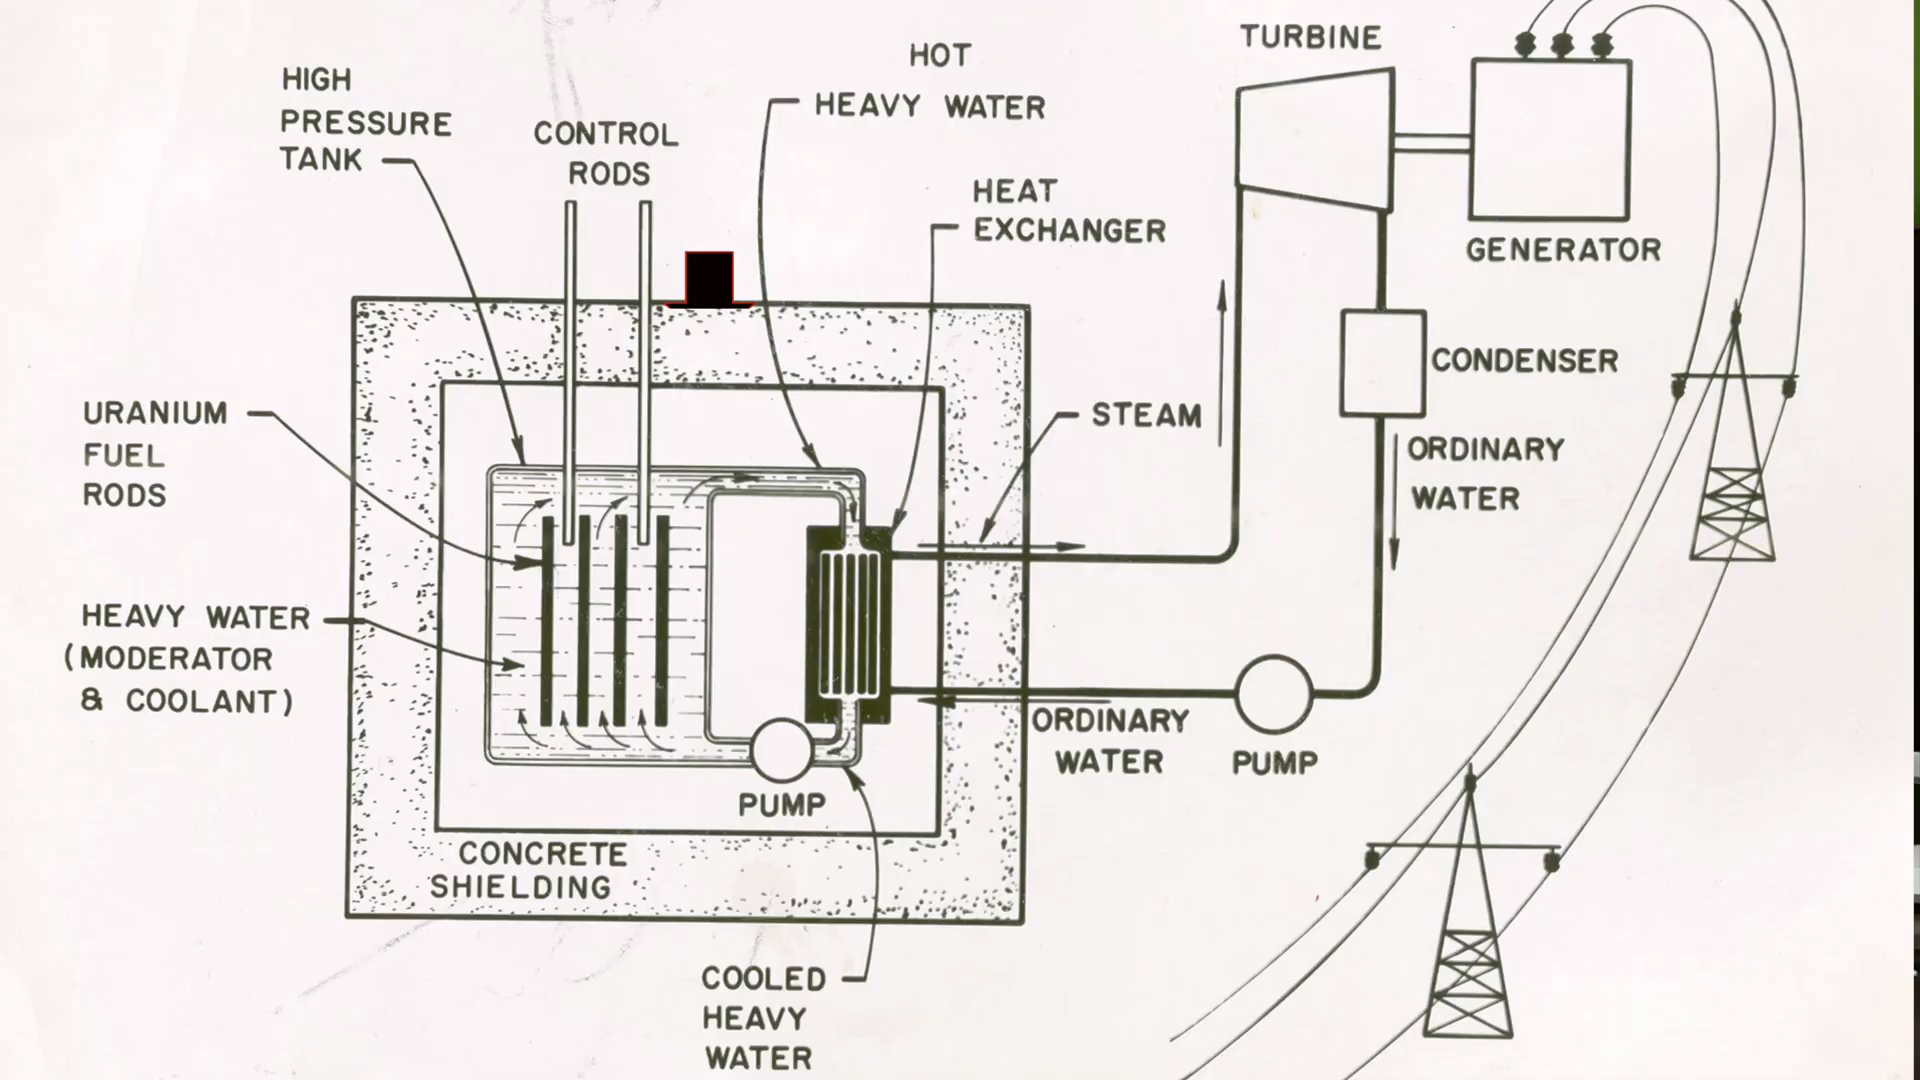 HIGH
PRESSURE
TANK
CONTROL
RODS
HOT
HEAVY WATER
HEAT
EXCHANGER
TURBINE
GENERATOR
CONDENSER
STEAM
ORDINARY
WATER
URANIUM
FUEL
RODS
HEAVY WATER
(MODERATOR
& COOLANT)
ORDINARY
WATER
PUMP
PUMP
CONCRETE
SHIELDING
COOLED
HEAVY
WATER